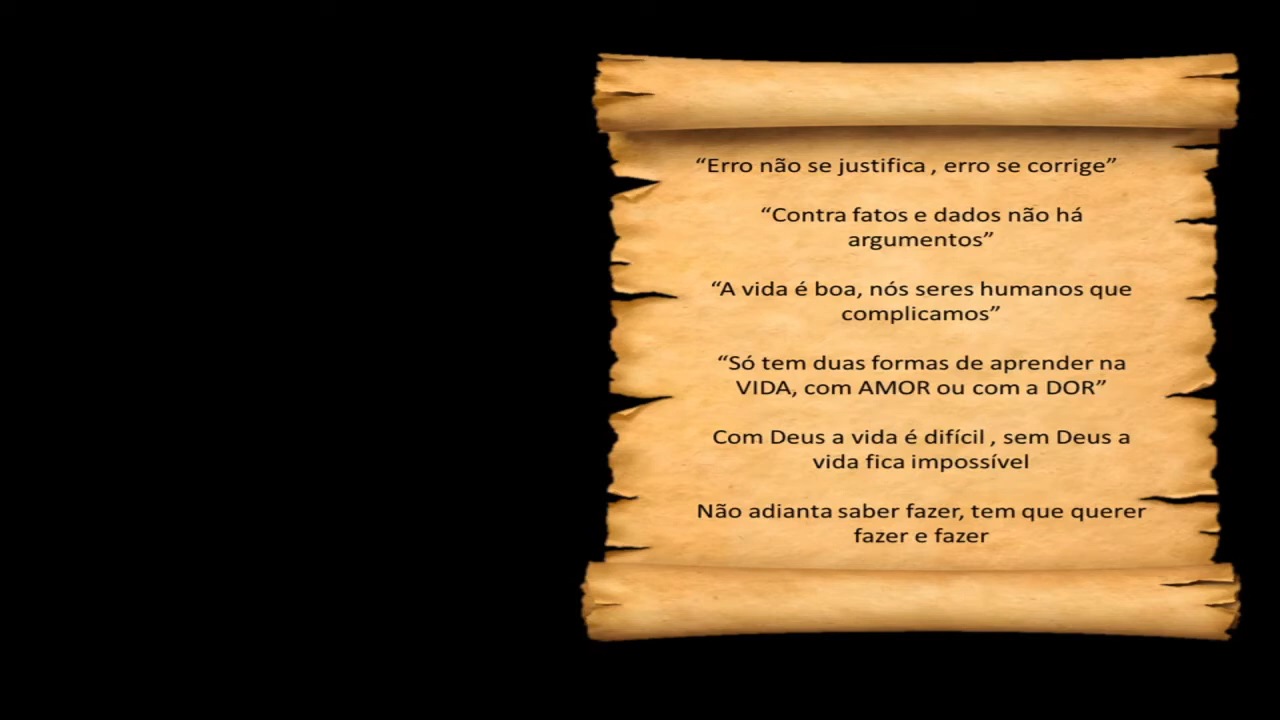 “Erro não se justifica , erro se corrige”
“Contra fatos e dados não há
argumentos”
“A vida é boa, nós seres humanos que
complicamos”
“Só tem duas formas de aprender na
VIDA, com AMOR ou com a DOR”
Com Deus a vida é difícil , sem Deus a
vida fica impossível
Não adianta saber fazer, tem que querer
fazer e fazer